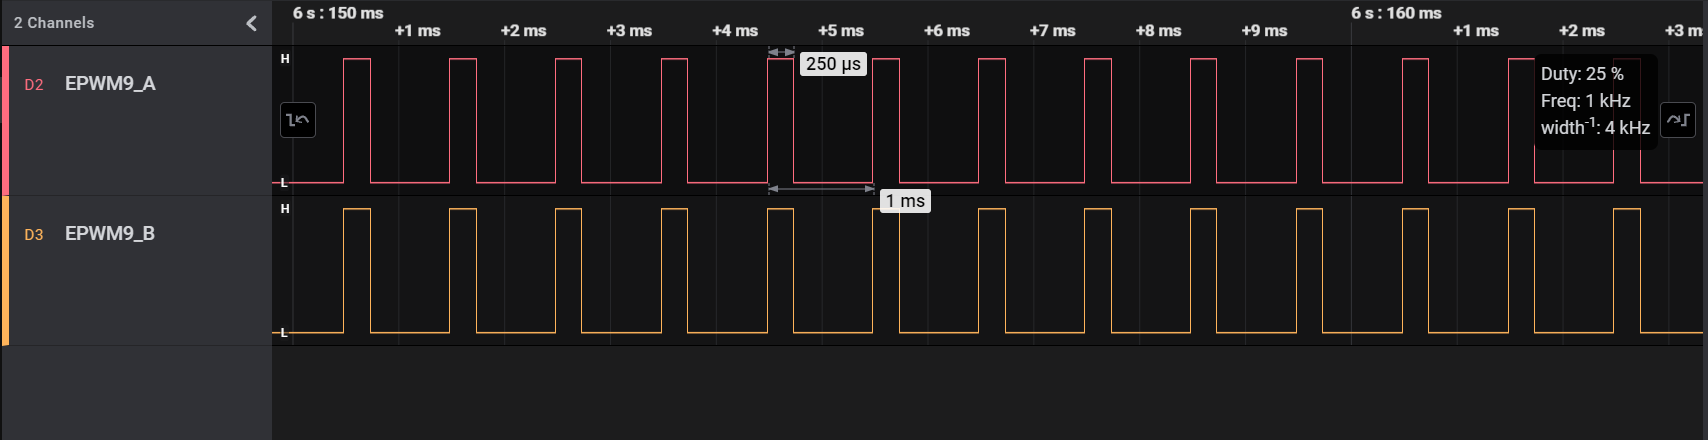 2 Channels
6 s : 150 ms
6 s : 160 ms
+1 ms
+2 ms
+3 ms
+4 ms
+5 ms
+6 ms
+7 ms
+8 ms
+9 ms
+1 ms
+2 ms
+3 m
D2 EPWM9_A
H
L
250 µs
1 ms
Duty: 25 %
Freq: 1 kHz
width⁻¹: 4 kHz
D3 EPWM9_B
H
L